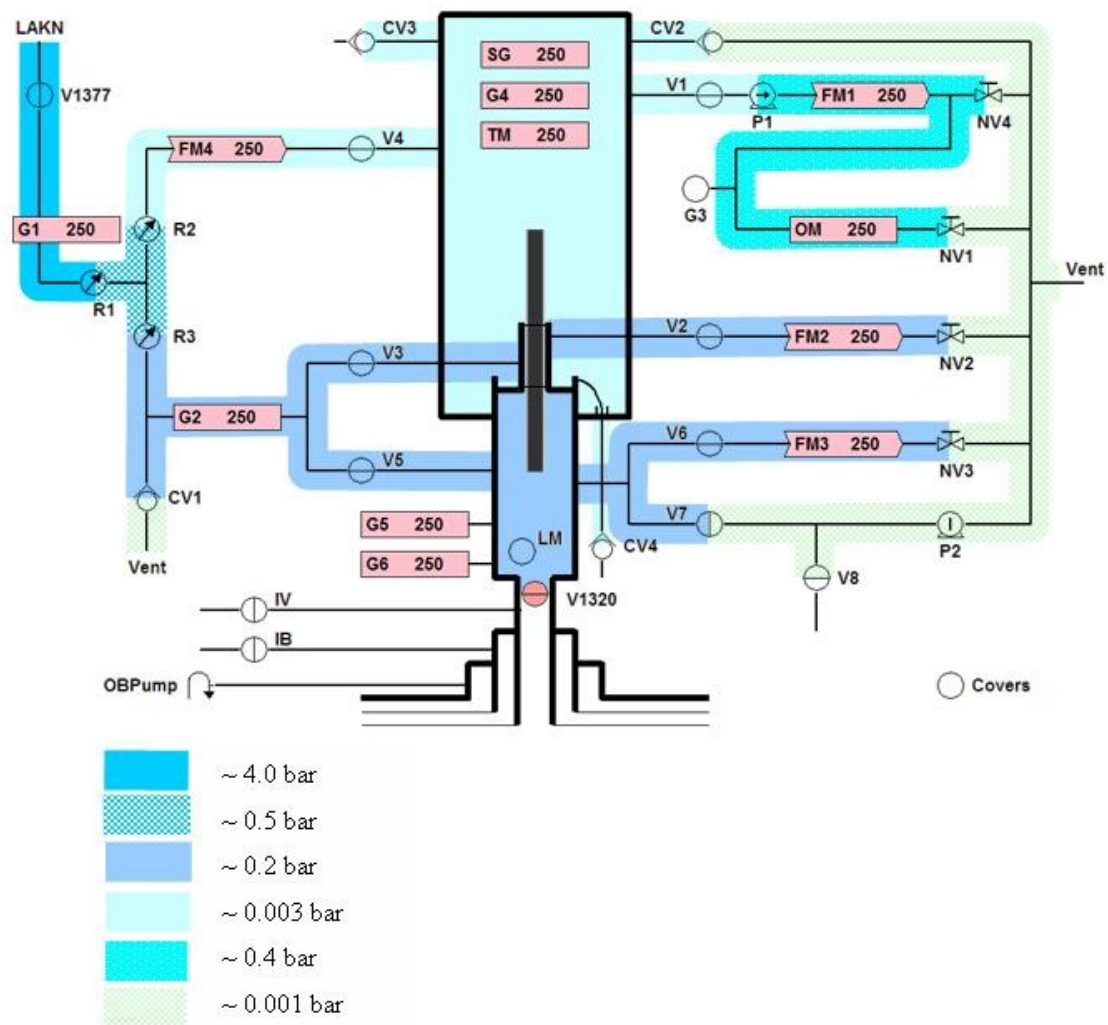 LAKN
CV3
CV2
SG 250
V1377
G4 250
V1
FM1 250
P1
NV4
TM 250
FM4 250
V4
G3
G1 250
R2
OM 250
NV1
Vent
R1
R3
V2
FM2 250
NV2
V3
G2 250
V6
FM3 250
NV3
V5
CV1
V7
G5 250
LM
P2
Vent
G6 250
CV4
V8
IV
V1320
IB
OBPump
Covers
~ 4.0 bar
~ 0.5 bar
~ 0.2 bar
~ 0.003 bar
~ 0.4 bar
~ 0.001 bar